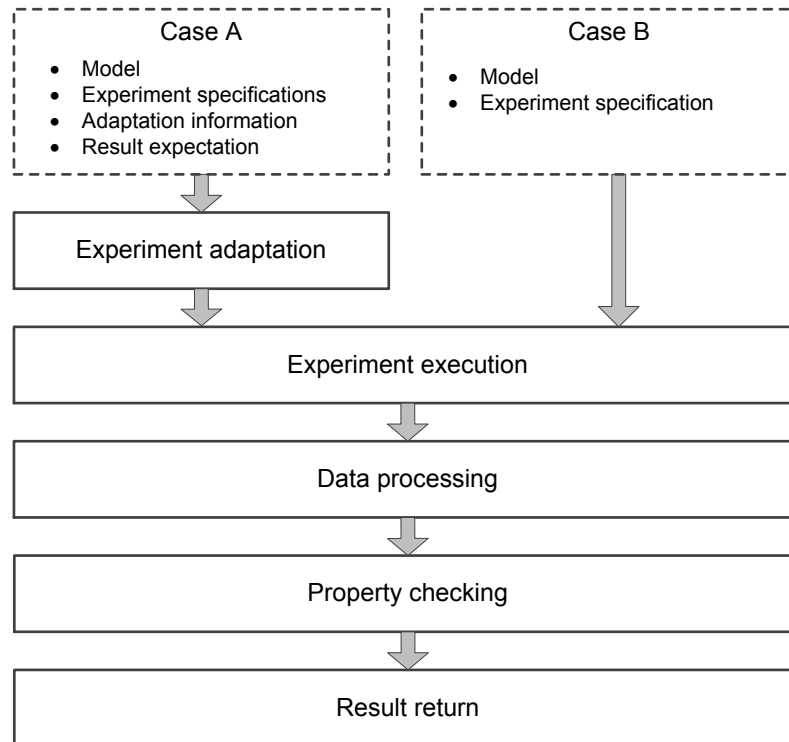 Case A
• Model
• Experiment specifications
• Adaptation information
• Result expectation
Case B
• Model
• Experiment specification
Experiment adaptation
Experiment execution
Data processing
Property checking
Result return